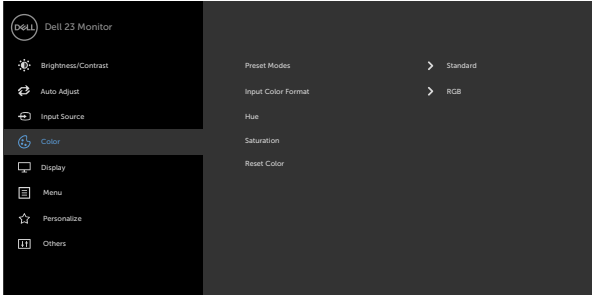 DELL Dell 23 Monitor
Brightness/Contrast
Auto Adjust
Input Source
Color
Display
Menu
Personalize
Others
Preset Modes Standard
Input Color Format RGB
Hue
Saturation
Reset Color